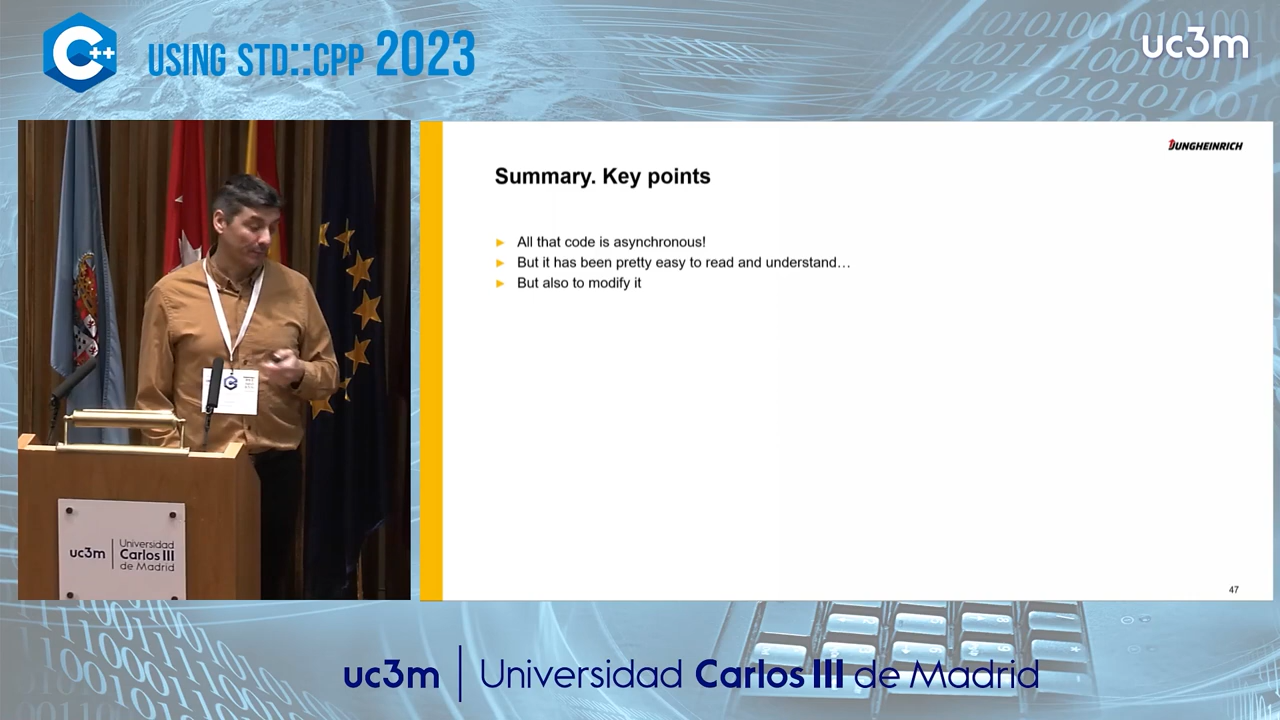 C++
USING STD::CPP 2023
uc3m
JUNGHEINRICH
Summary. Key points
All that code is asynchronous!
But it has been pretty easy to read and understand…
But also to modify it
47
uc3m
Universidad
Carlos III
de Madrid
uc3m Universidad Carlos III de Madrid